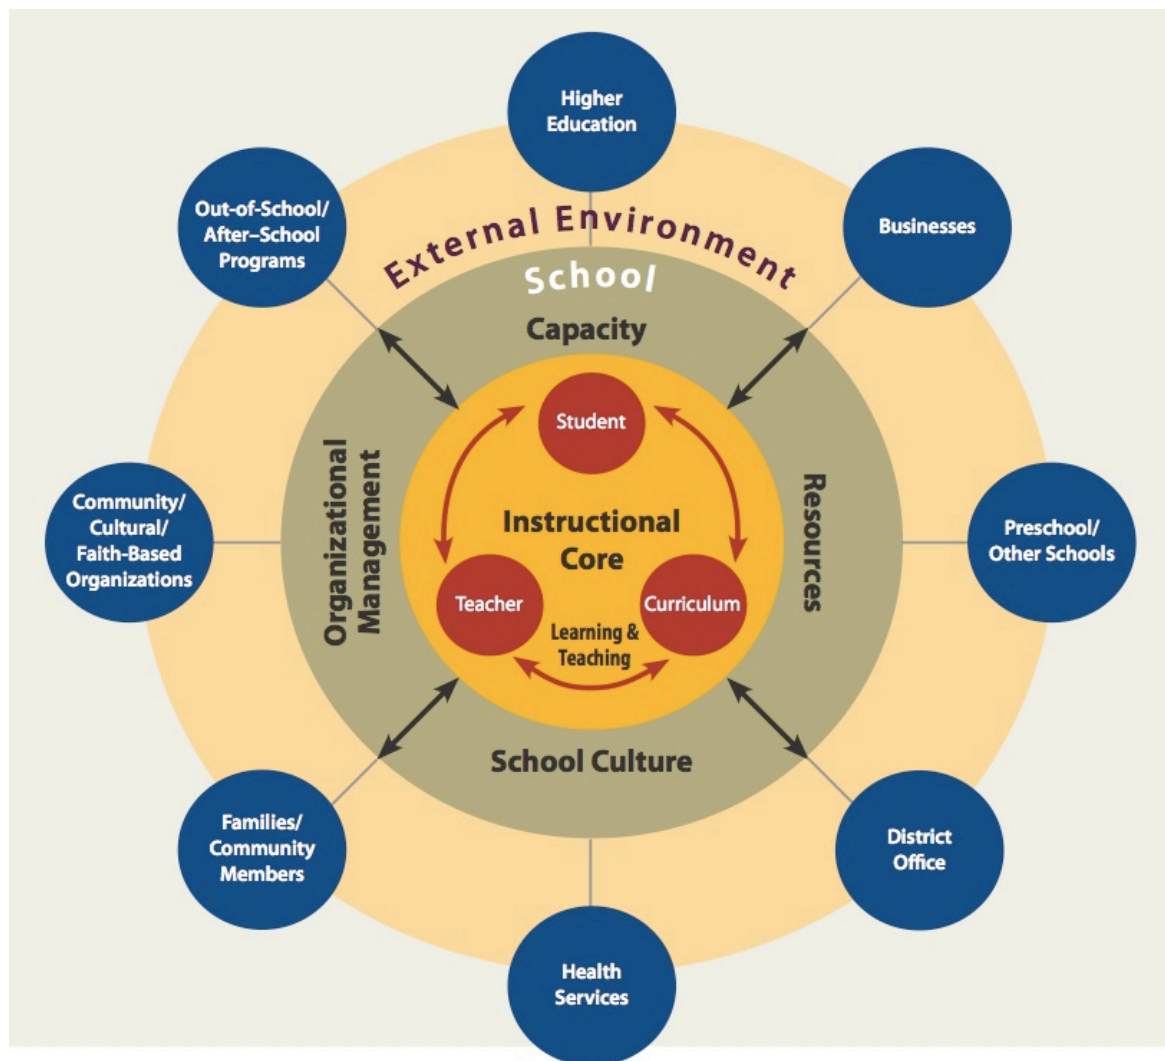 Higher
Education
Out-of-School/
After–School
Programs
Businesses
External Environment
School
Capacity
Student
Organizational
Management
Resources
Community/
Cultural/
Faith-Based
Organizations
Instructional
Core
Preschool/
Other Schools
Teacher
Curriculum
Learning &
Teaching
School Culture
Families/
Community
Members
District
Office
Health
Services